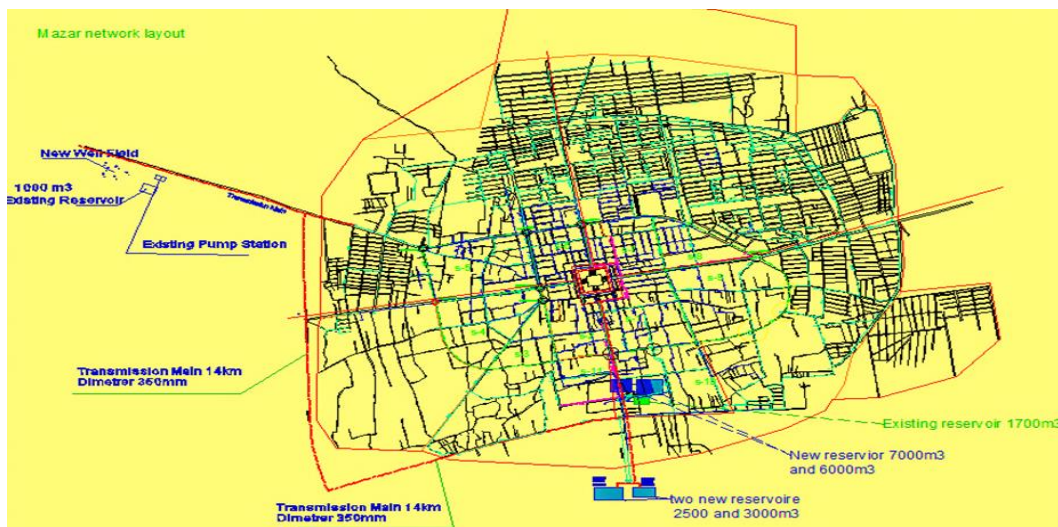 Mazar network layout
New Well Field
1000 m3
Existing Reservoir
Transmission Main
Existing Pump Station
Transmission Main 14km
Dimetrer 350mm
Existing reservoir 1700m3
New reservior 7000m3
and 6000m3
two new reservoire
2500 and 3000m3
Transmission Main 14km
Dimetrer 350mm